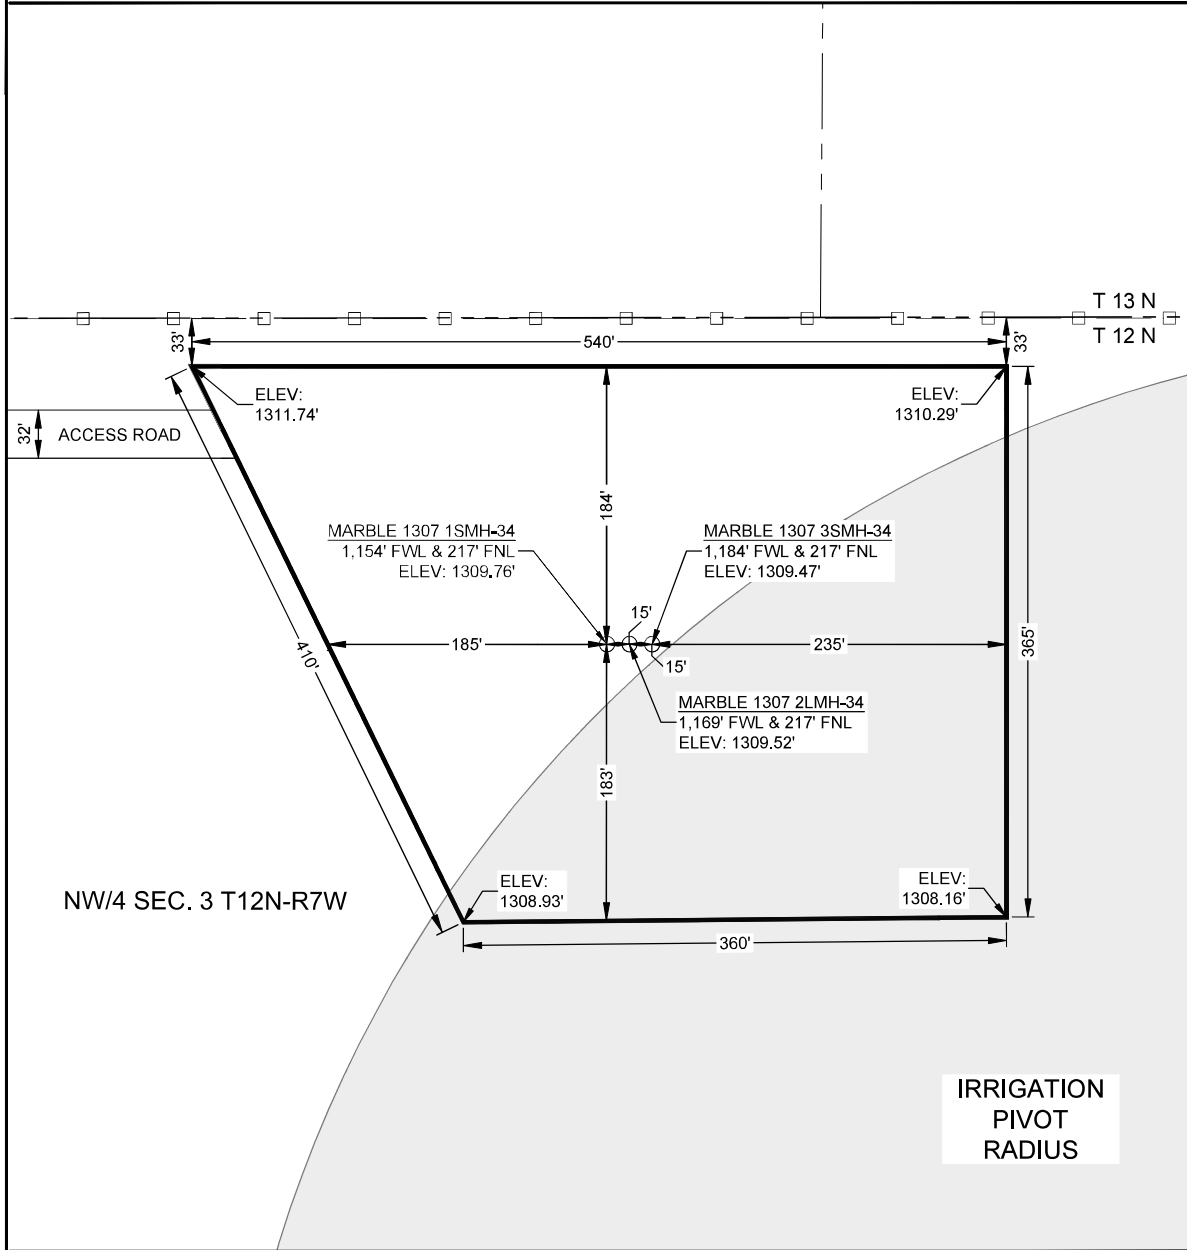 T 13 N
T 12 N
33'
540'
33'
ELEV:
1311.74'
ELEV:
1310.29'
32'
ACCESS ROAD
184'
MARBLE 1307 1SMH-34
1,154' FWL & 217' FNL
ELEV: 1309.76'
MARBLE 1307 3SMH-34
1,184' FWL & 217' FNL
ELEV: 1309.47'
15'
410'
185'
235'
365'
15'
MARBLE 1307 2LMH-34
1,169' FWL & 217' FNL
ELEV: 1309.52'
183'
NW/4 SEC. 3 T12N-R7W
ELEV:
1308.93'
ELEV:
1308.16'
360'
IRRIGATION
PIVOT
RADIUS